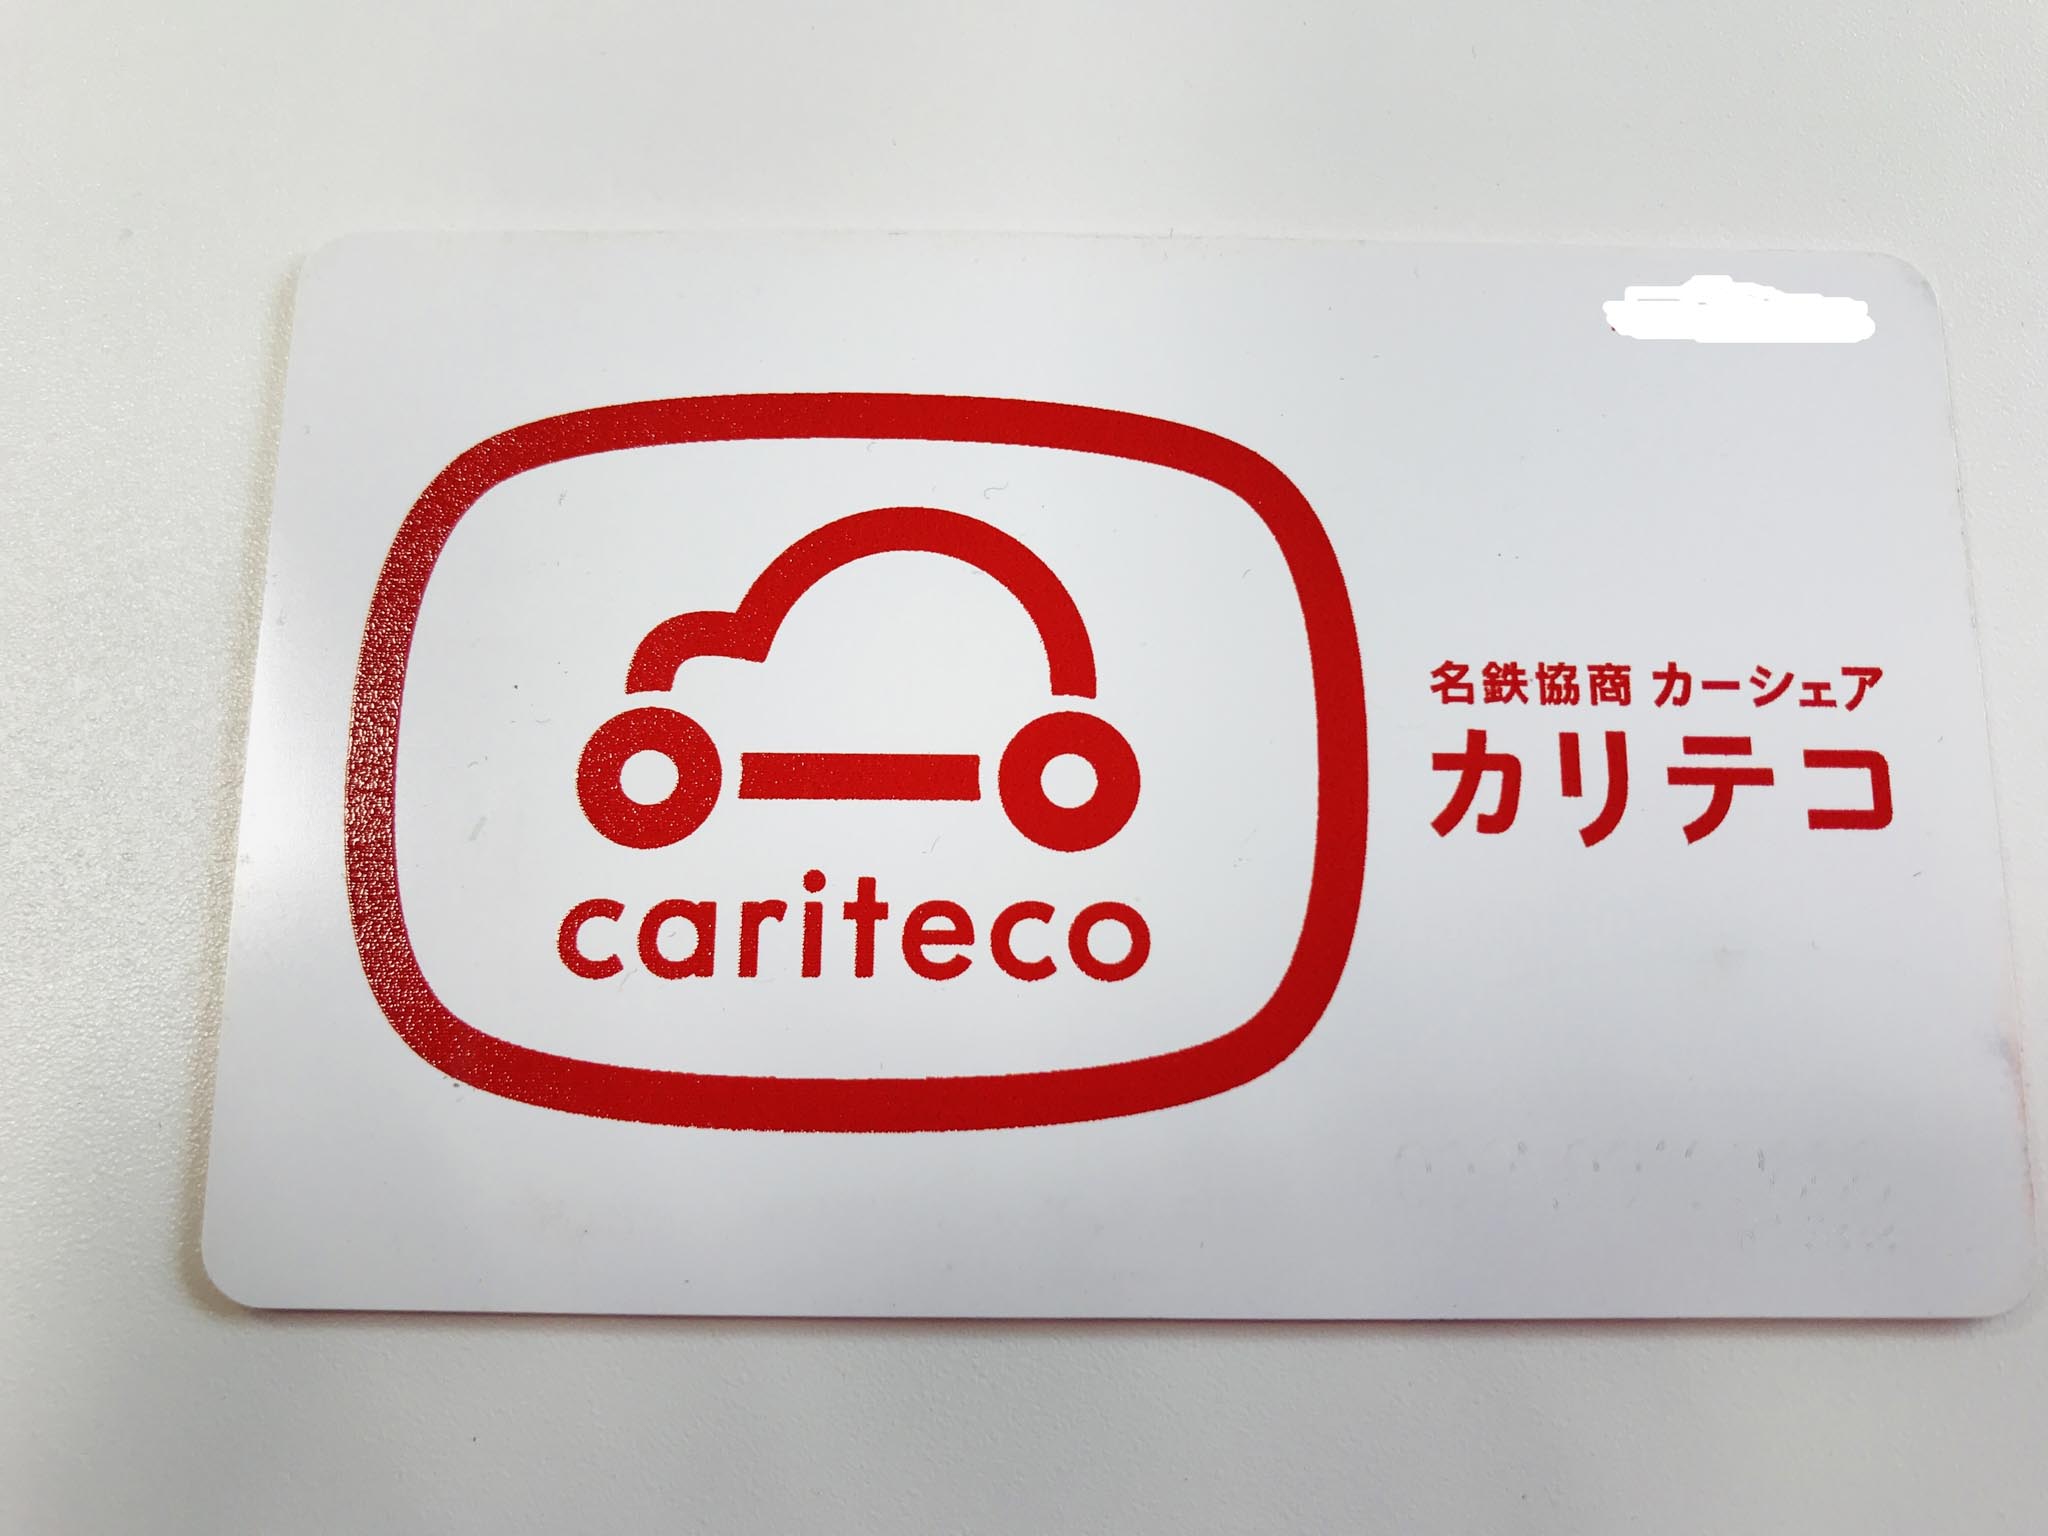 cariteco
名鉄協商 カーシェア
カリテコ